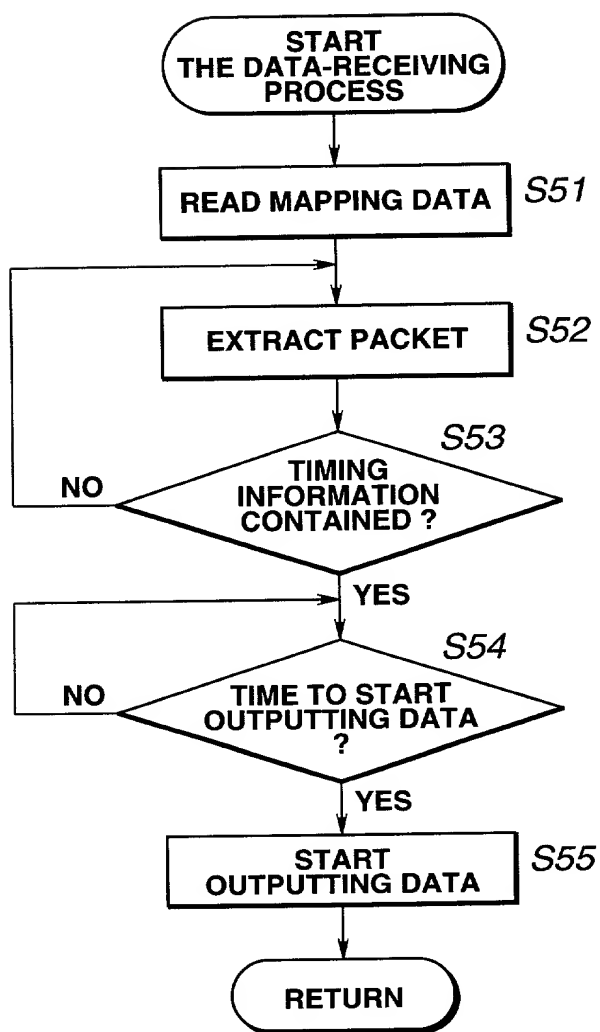 START
THE DATA-RECEIVING
PROCESS
READ MAPPING DATA
S51
EXTRACT PACKET
S52
S53
TIMING
INFORMATION
CONTAINED ?
NO
YES
S54
TIME TO START
OUTPUTTING DATA
?
NO
YES
START
OUTPUTTING DATA
S55
RETURN